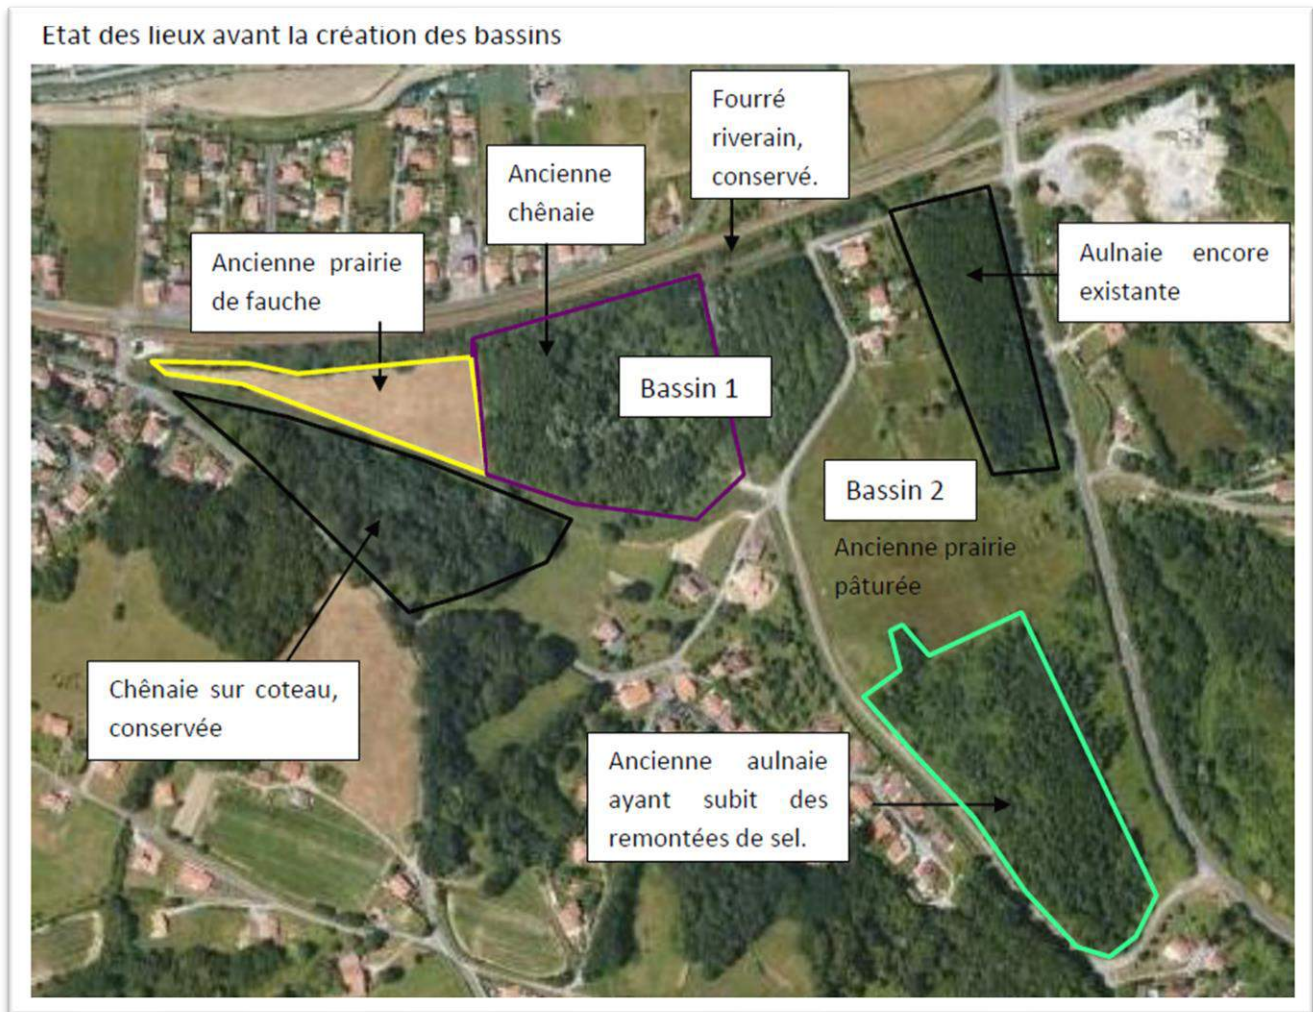 Etat des lieux avant la création des bassins
Fourré
riverain,
conservé.
Ancienne
chênaie
Ancienne prairie
de fauche
Aulnaie encore
existante
Bassin 1
Bassin 2
Ancienne prairie
pâturée
Chênaie sur coteau,
conservée
Ancienne aulnaie
ayant subit des
remontées de sel.